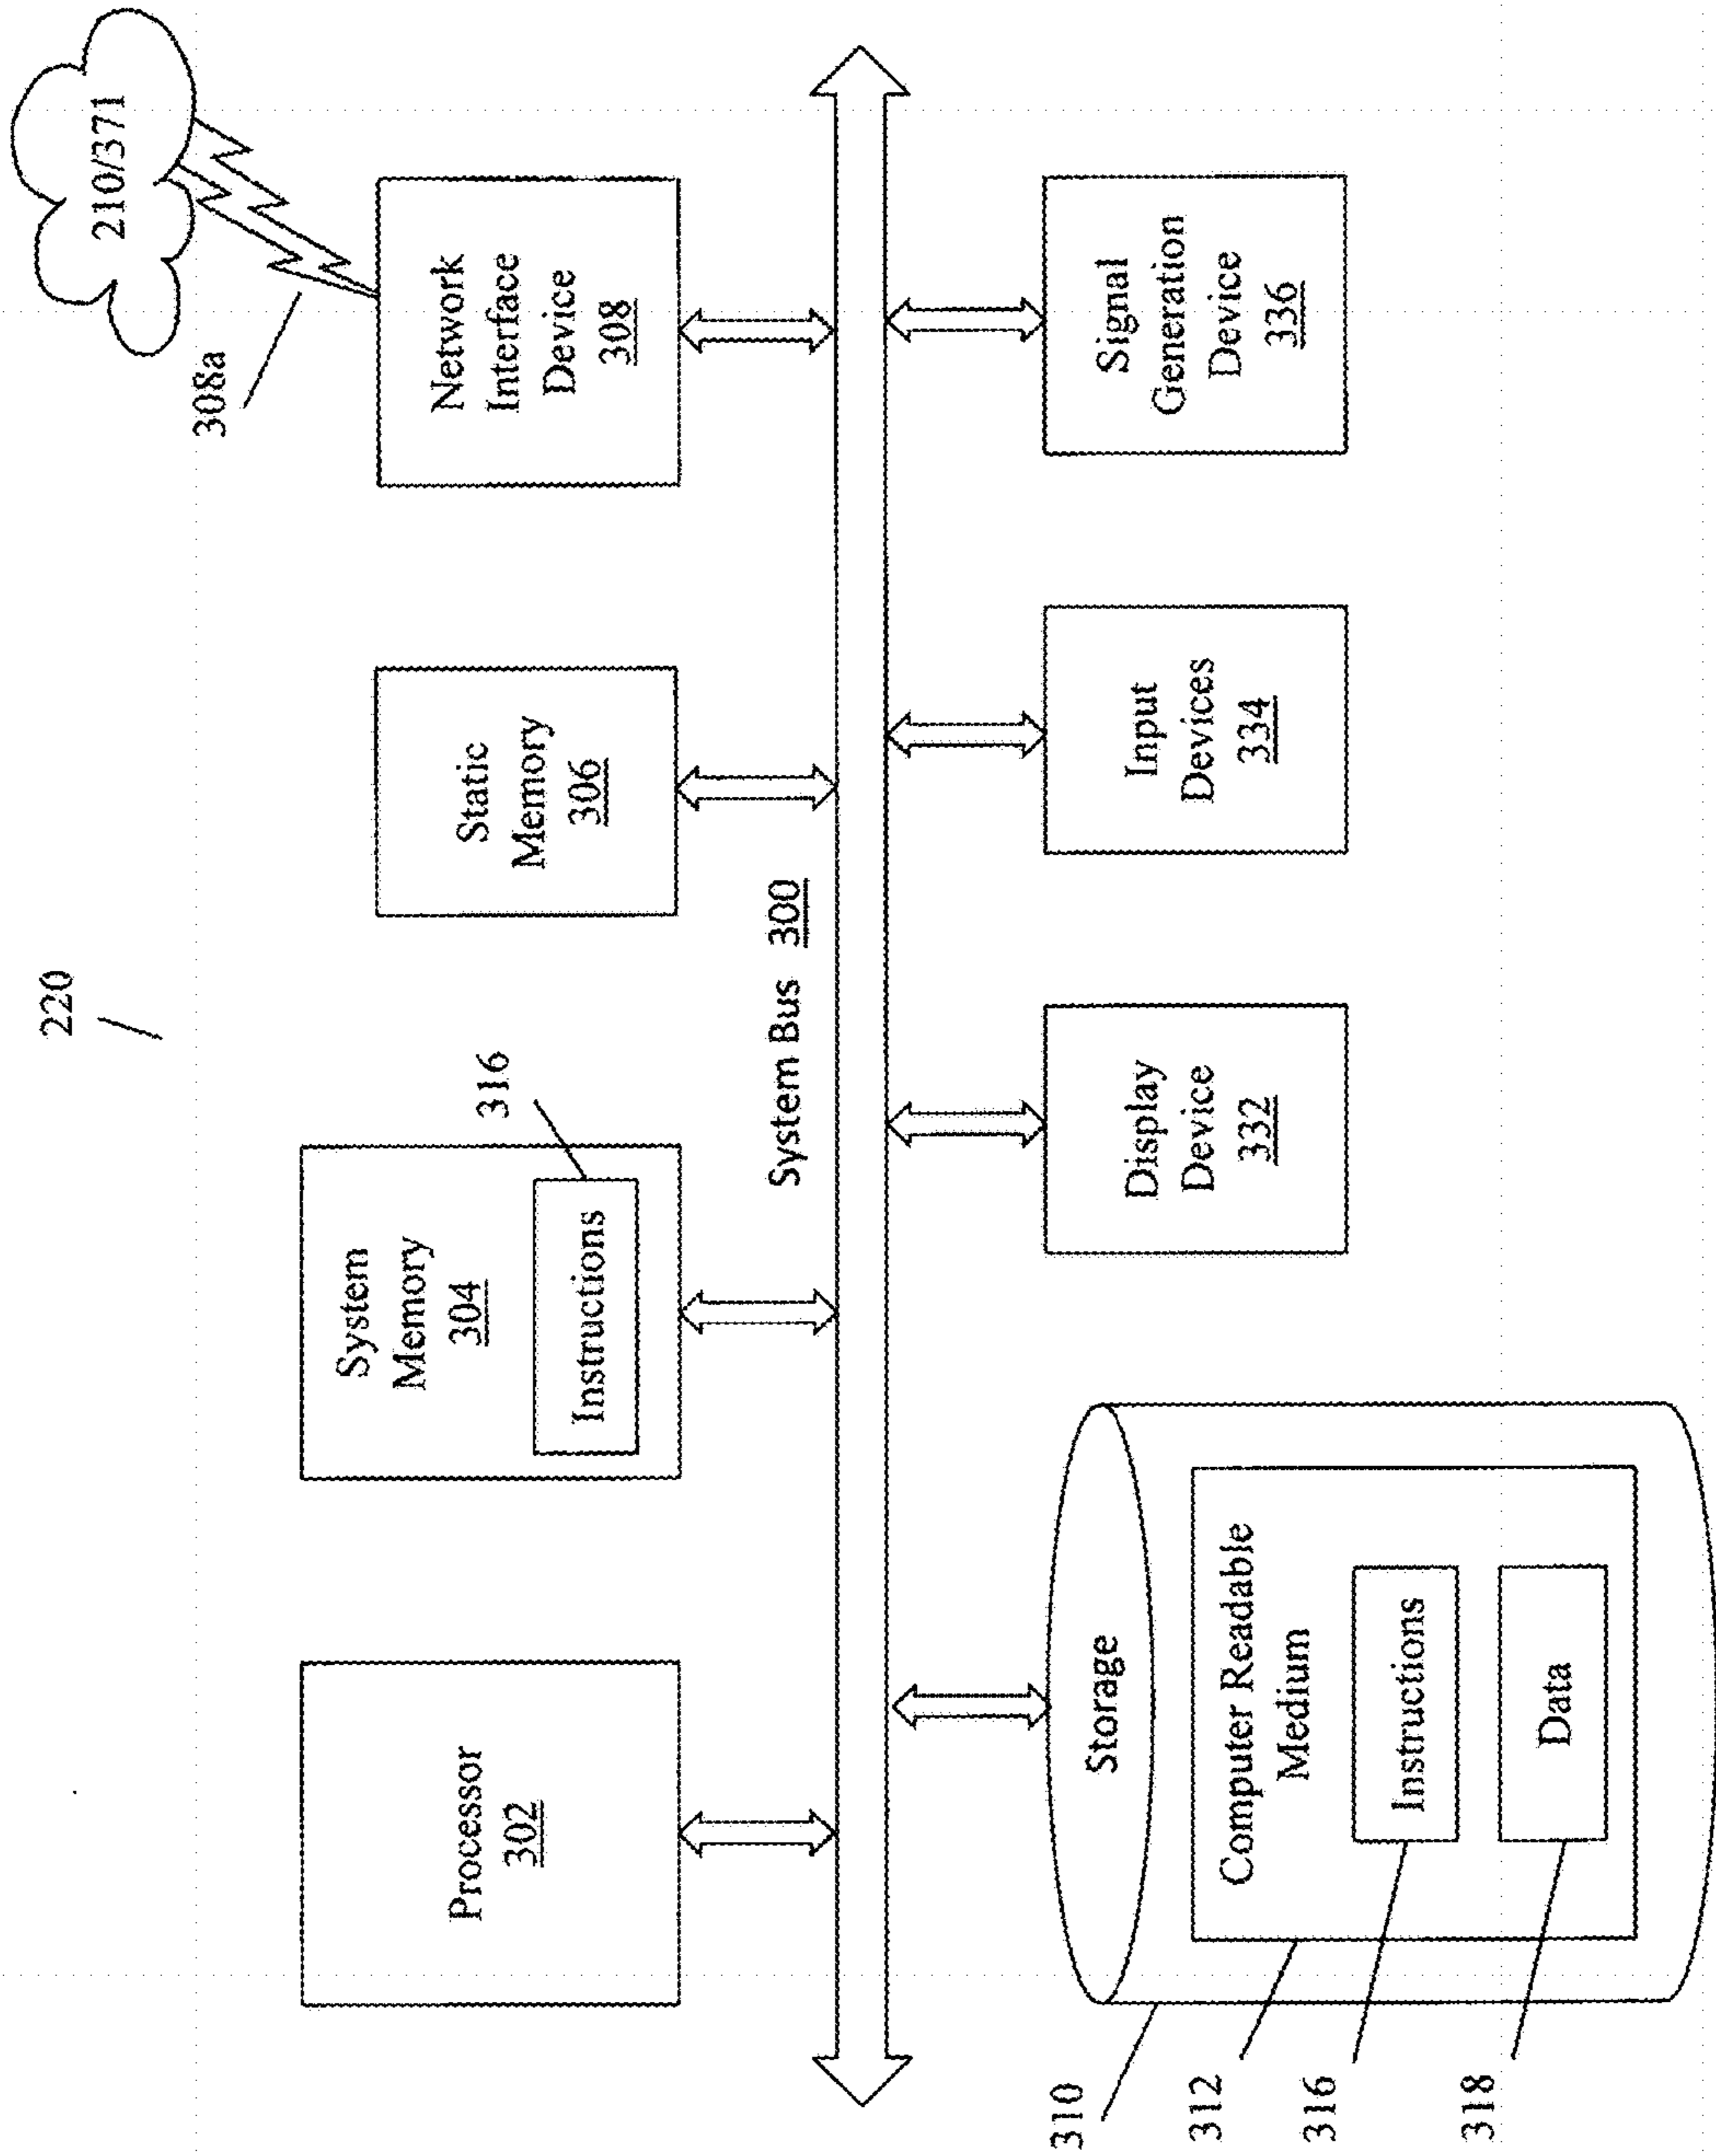 220
210/371
308a
Processor
302
System
Memory
304
Instructions
316
Static
Memory
306
Network
Interface
Device
308
System Bus 300
Storage
Computer Readable
Medium
Instructions
Data
310
312
316
318
Display
Device
332
Input
Devices
334
Signal
Generation
Device
336